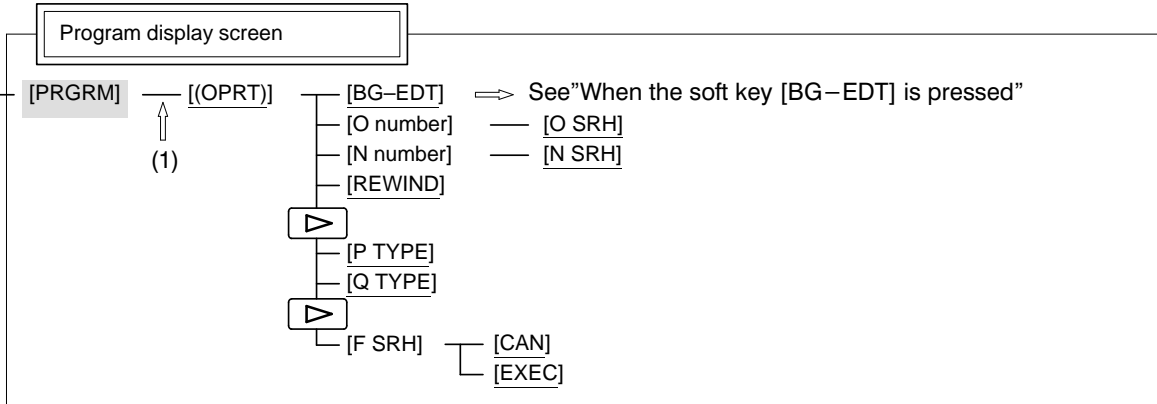 Program display screen
[PRGRM] [(OPRT)] [BG–EDT] See”When the soft key [BG–EDT] is pressed”
[O number] [O SRH]
(1) [N number] [N SRH]
[REWIND]
[P TYPE]
[Q TYPE]
[F SRH] [CAN]
[EXEC]